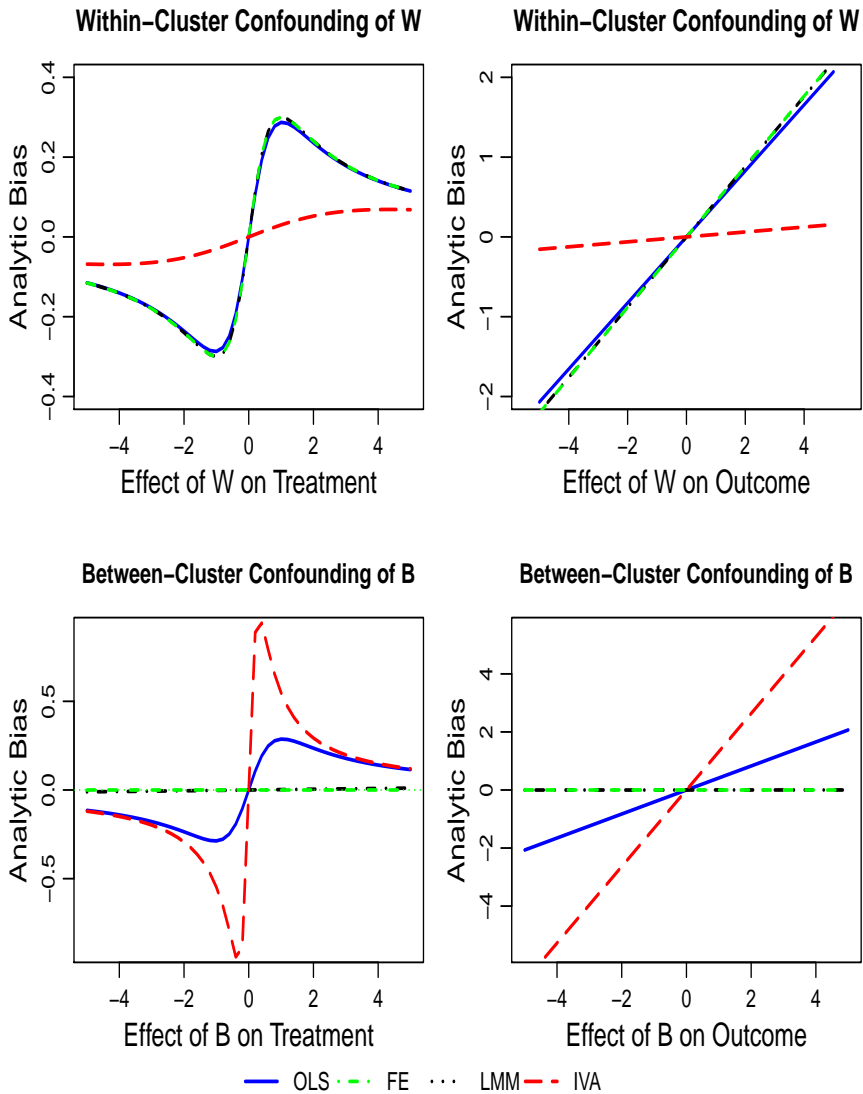 Within−Cluster Confounding of W
Within−Cluster Confounding of W
0.4
0.2
0.0
−0.2
−0.4
Analytic Bias
−4 −2 0 2 4
Effect of W on Treatment
2
1
0
−1
−2
Analytic Bias
−4 −2 0 2 4
Effect of W on Outcome
Between−Cluster Confounding of B
Between−Cluster Confounding of B
0.5
0.0
−0.5
Analytic Bias
−4 −2 0 2 4
Effect of B on Treatment
4
2
0
−2
−4
Analytic Bias
−4 −2 0 2 4
Effect of B on Outcome
OLS FE LMM IVA